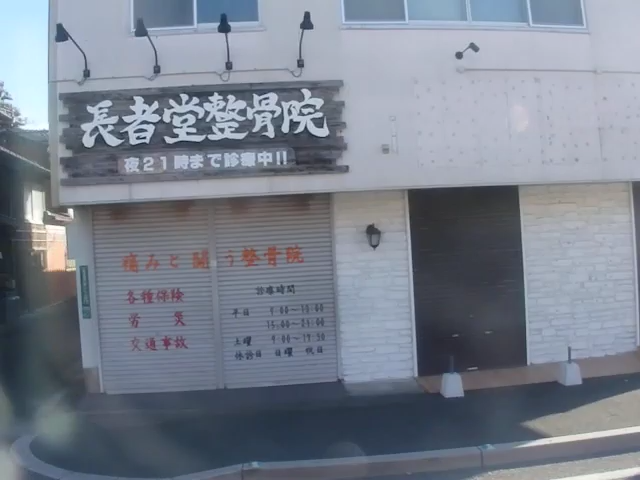 長者堂整骨院
夜21時まで診療中!!
痛みと闘う整骨院
各種保険
労災
交通事故
診療時間
平日
土曜
休診日 日曜 祝日